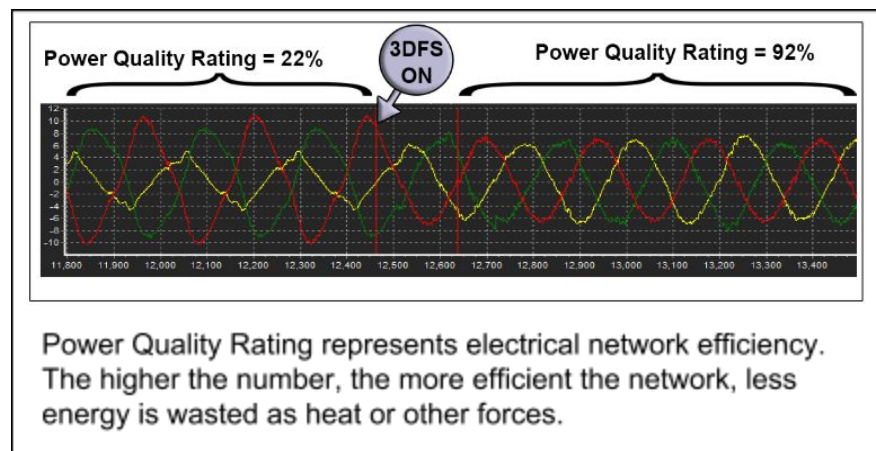 Power Quality Rating = 22%
3DFS
ON
Power Quality Rating = 92%
12
10
8
6
4
2
0
-2
-4
-6
-8
-10
11,800 11,900 12,000 12,100 12,200 12,300 12,400 12,500 12,600 12,700 12,800 12,900 13,000 13,100 13,200 13,300 13,400
Power Quality Rating represents electrical network efficiency.
The higher the number, the more efficient the network, less
energy is wasted as heat or other forces.